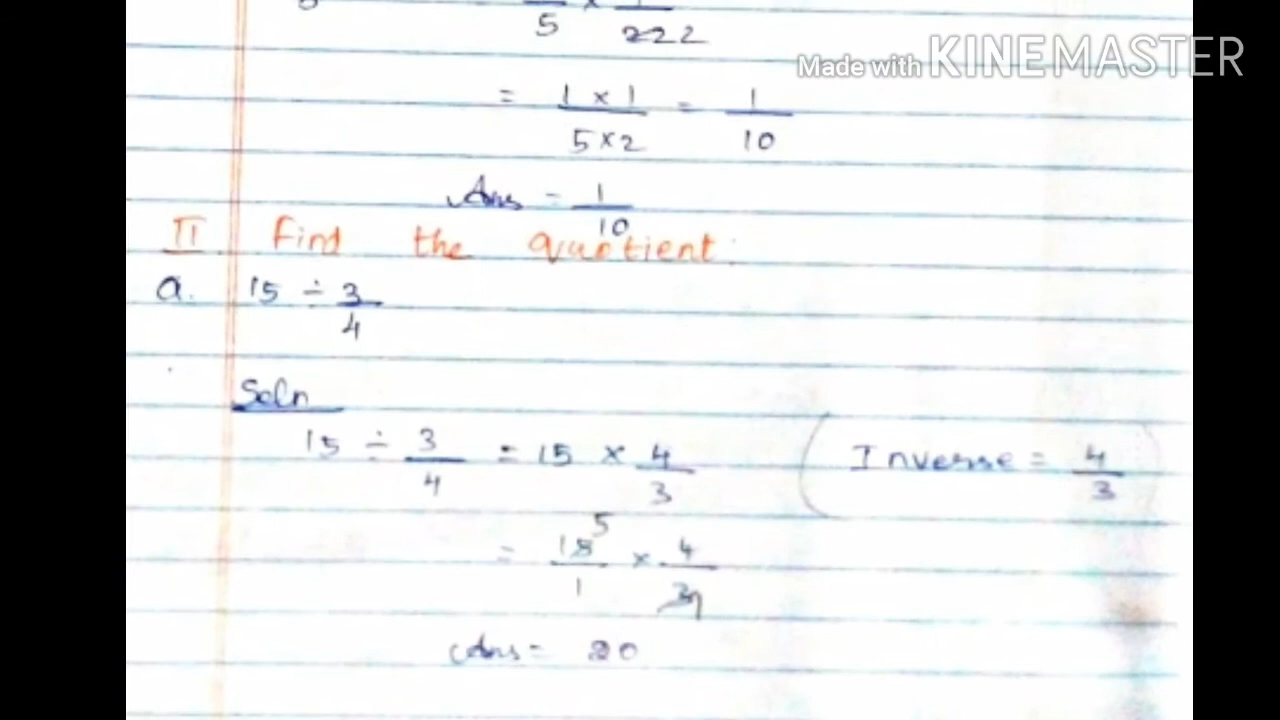 5 222
Made with KINEMASTER
= 1 × 1 = 1
5×2 10
Ans = 1
10
II Find the quotient:
a. 15 ÷ 3
4
Soln
15 ÷ 3 = 15 × 4 ( Inverse = 4 )
4 3 3
5
= 15 × 4
1 31
Ans = 20